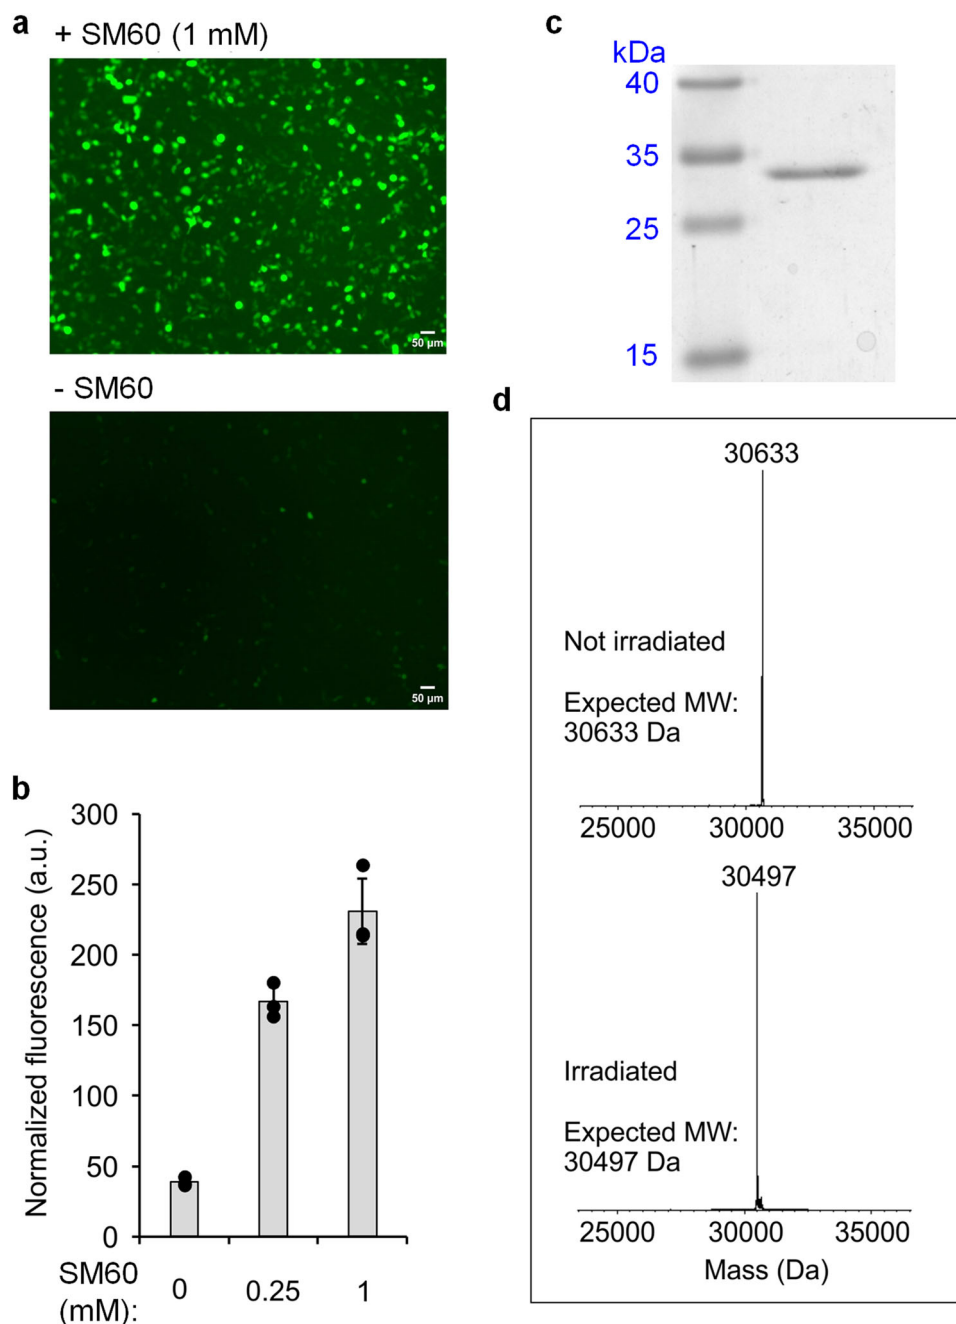 a
+ SM60 (1 mM)
50 µm
- SM60
50 µm
b
Normalized fluorescence (a.u.)
300
250
200
150
100
50
0
SM60
(mM):
0
0.25
1
c
kDa
40
35
25
15
d
30633
Not irradiated
Expected MW:
30633 Da
25000
30000
35000
30497
Irradiated
Expected MW:
30497 Da
25000
30000
35000
Mass (Da)